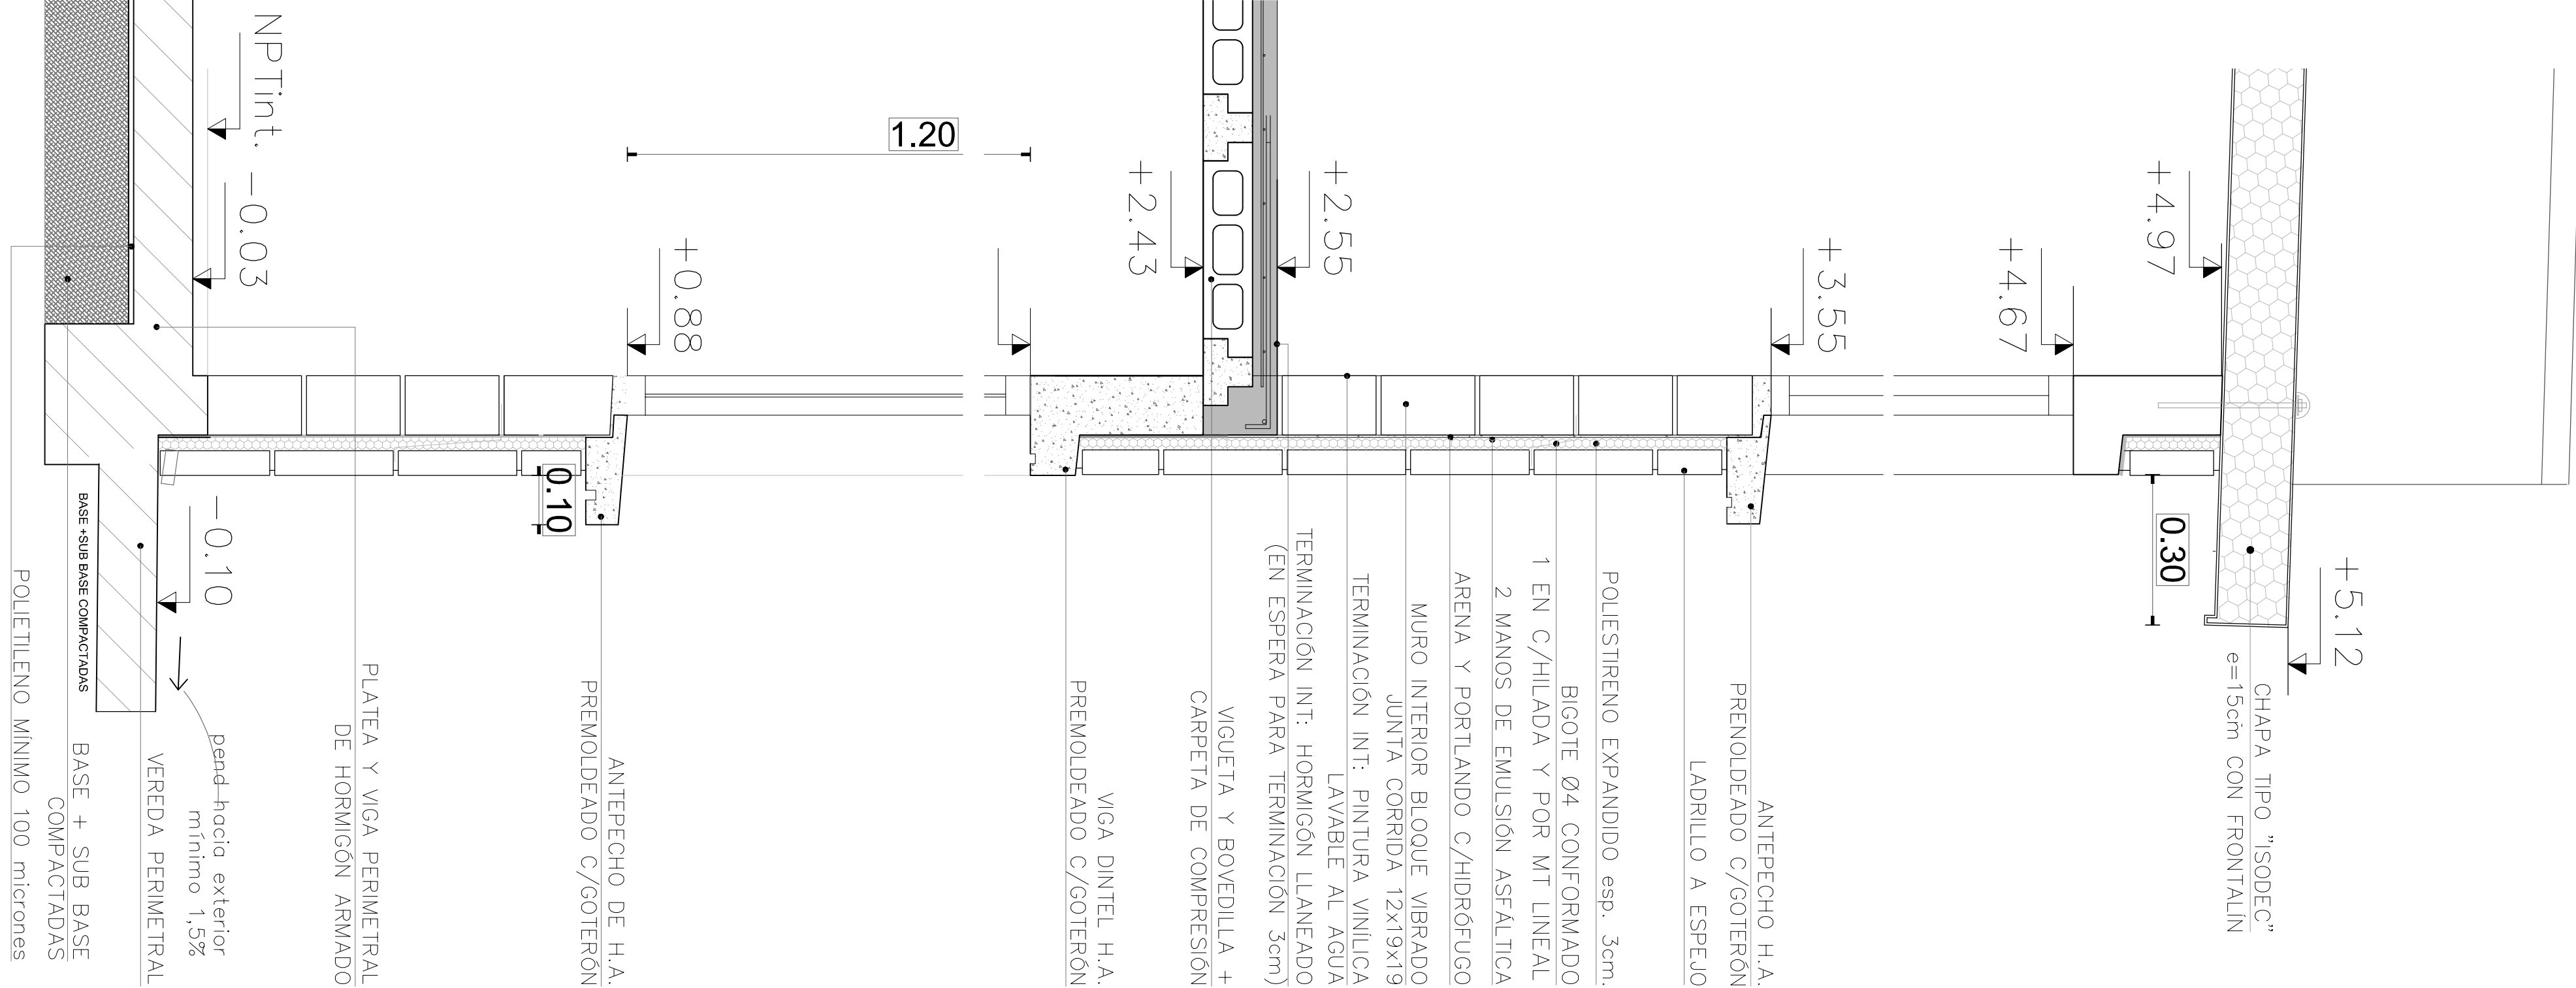 +5.12
CHAPA TIPO "ISODEC"
e=15cm CON FRONTALÍN
0.30
+4.97
+4.67
+3.55
ANTEPECHO H.A.
PRENOLDEADO C/GOTERÓN
LADRILLO A ESPEJO
POLIESTIRENO EXPANDIDO esp. 3cm.
BIGOTE Ø4 CONFORMADO
1 EN C/HILADA Y POR MT LINEAL
2 MANOS DE EMULSIÓN ASFÁLTICA
ARENA Y PORTLANDO C/HIDRÓFUGO
MURO INTERIOR BLOQUE VIBRADO
JUNTA CORRIDA 12x19x19
TERMINACIÓN INT: PINTURA VINÍLICA
LAVABLE AL AGUA
TERMINACIÓN INT: HORMIGÓN LLANEADO
(EN ESPERA PARA TERMINACIÓN 3cm)
+2.55
+2.43
VIGUETA Y BOVEDILLA +
CARPETA DE COMPRESIÓN
VIGA DINTEL H.A.
PREMOLDEADO C/GOTERÓN
1.20
+0.88
ANTEPECHO DE H.A.
PREMOLDEADO C/GOTERÓN
0.10
NPTint.
-0.03
PLATEA Y VIGA PERIMETRAL
DE HORMIGÓN ARMADO
-0.10
pend hacia exterior
mínimo 1,5%
VEREDA PERIMETRAL
BASE +SUB BASE COMPACTADAS
BASE + SUB BASE
COMPACTADAS
POLIETILENO MÍNIMO 100 micrones